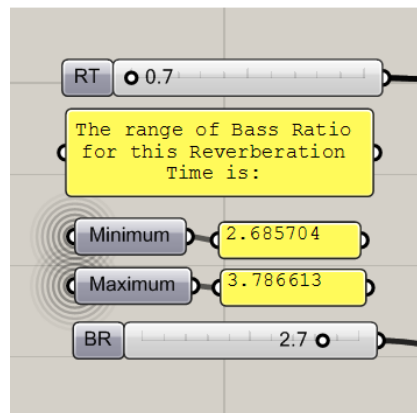 RT 0.7
The range of Bass Ratio
for this Reverberation
Time is:
Minimum 2.685704
Maximum 3.786613
BR 2.7